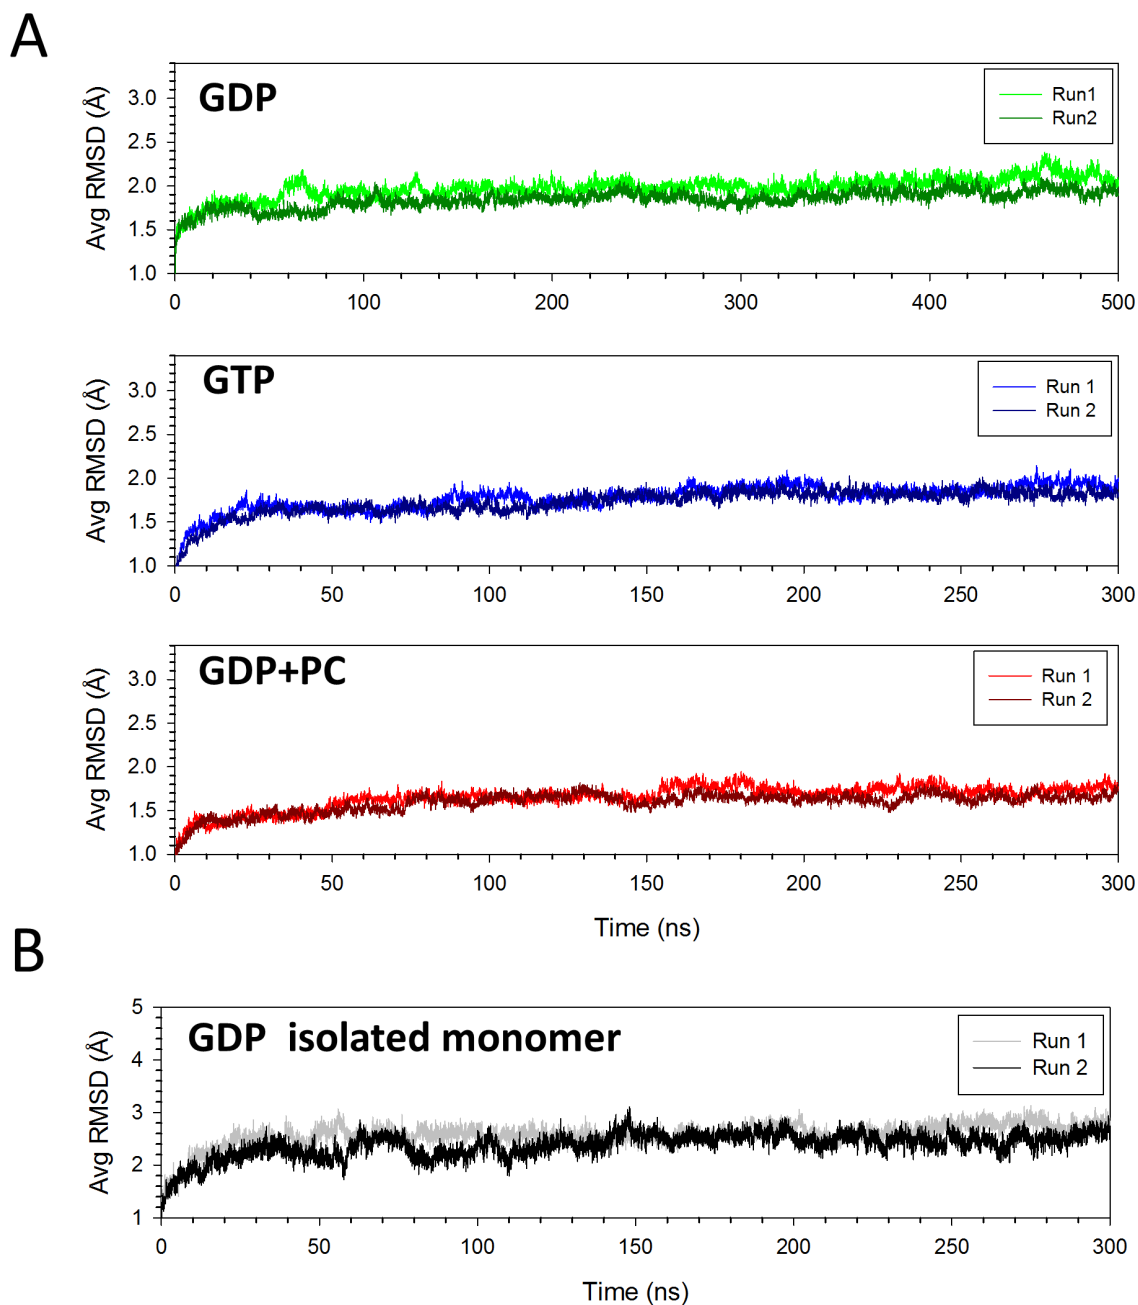 A
GDP
Run1
Run2
Avg RMSD (Å)
3.0
2.5
2.0
1.5
1.0
0 100 200 300 400 500
GTP
Run 1
Run 2
Avg RMSD (Å)
3.0
2.5
2.0
1.5
1.0
0 50 100 150 200 250 300
GDP+PC
Run 1
Run 2
Avg RMSD (Å)
3.0
2.5
2.0
1.5
1.0
0 50 100 150 200 250 300
Time (ns)
B
GDP isolated monomer
Run 1
Run 2
Avg RMSD (Å)
5
4
3
2
1
0 50 100 150 200 250 300
Time (ns)